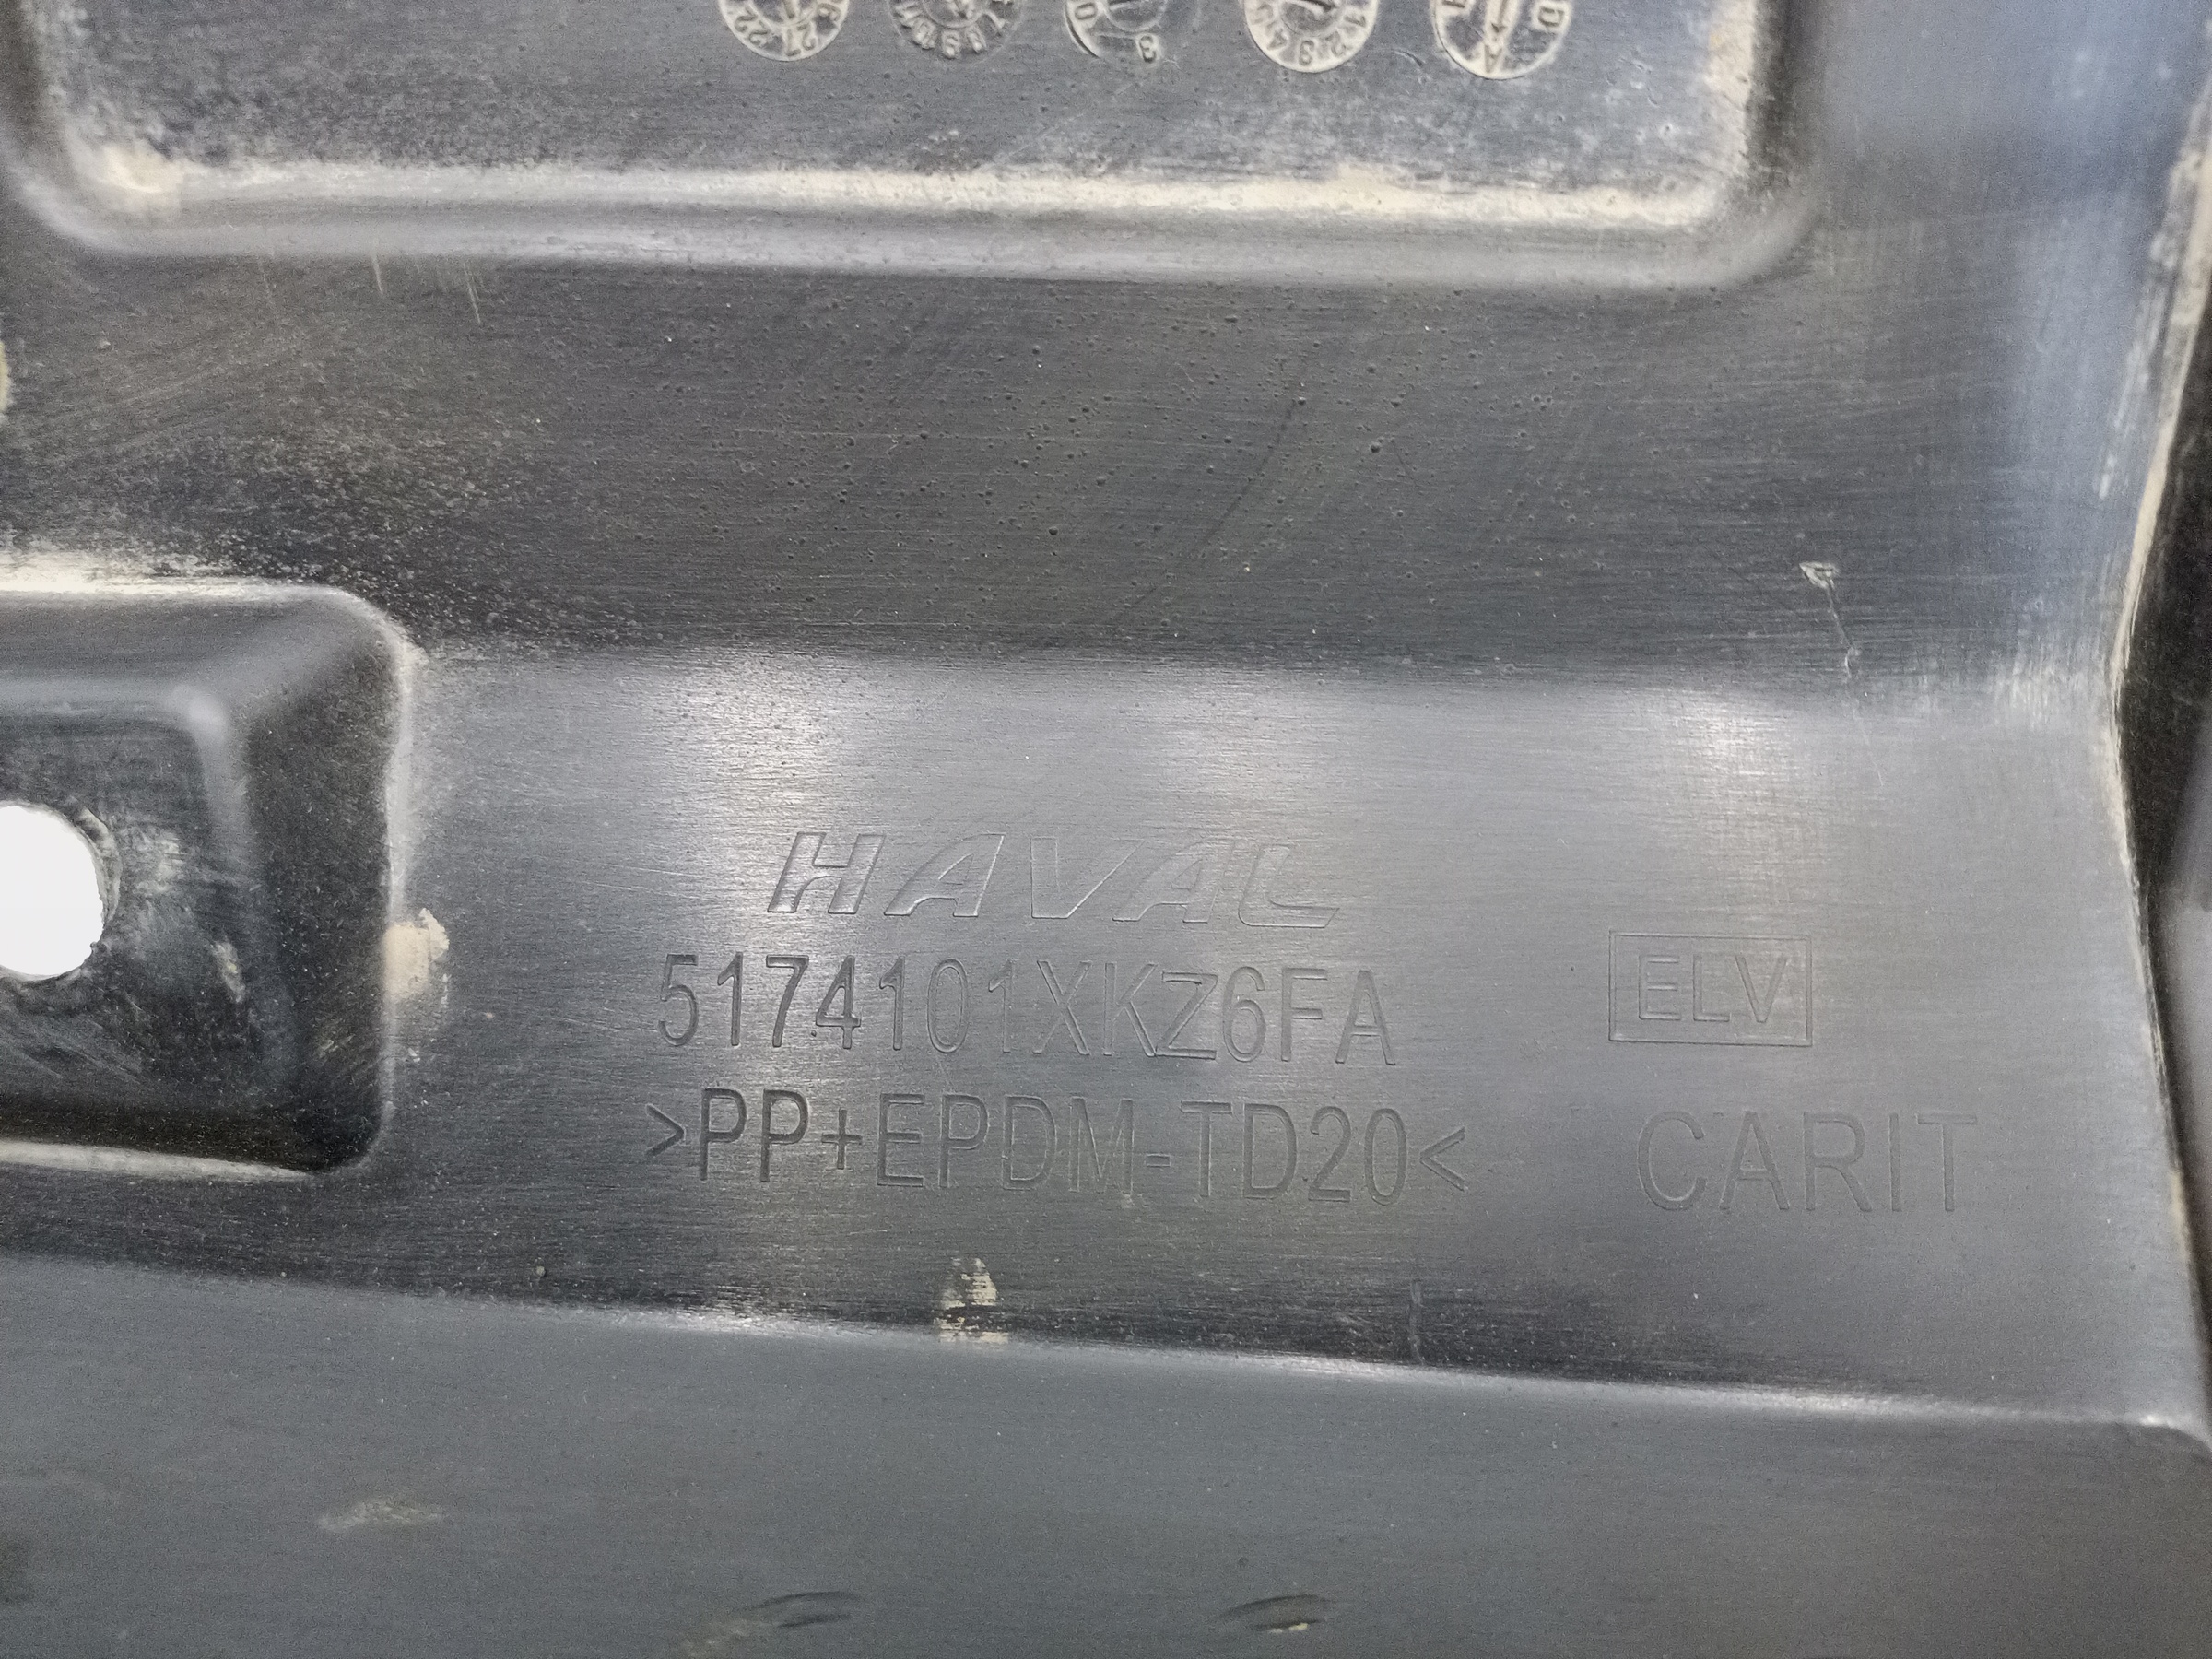 HAVAL
5174101XKZ6FA
ELV
>PP+EPDM-TD20<
CARIT